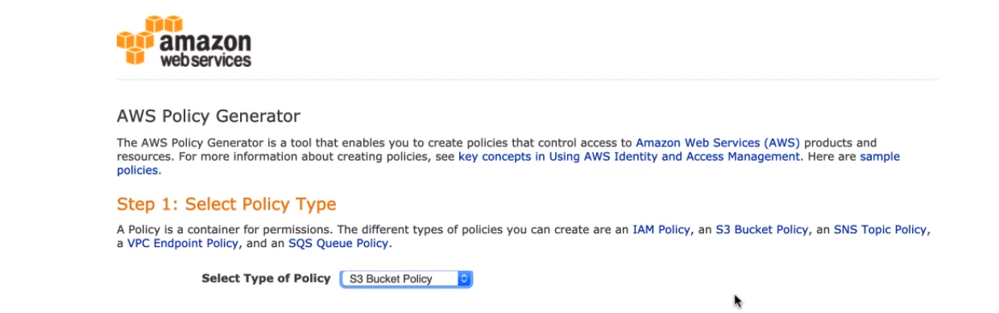 amazon
webservices
AWS Policy Generator
The AWS Policy Generator is a tool that enables you to create policies that control access to Amazon Web Services (AWS) products and
resources. For more information about creating policies, see key concepts in Using AWS Identity and Access Management. Here are sample
policies.
Step 1: Select Policy Type
A Policy is a container for permissions. The different types of policies you can create are an IAM Policy, an S3 Bucket Policy, an SNS Topic Policy,
a VPC Endpoint Policy, and an SQS Queue Policy.
Select Type of Policy S3 Bucket Policy